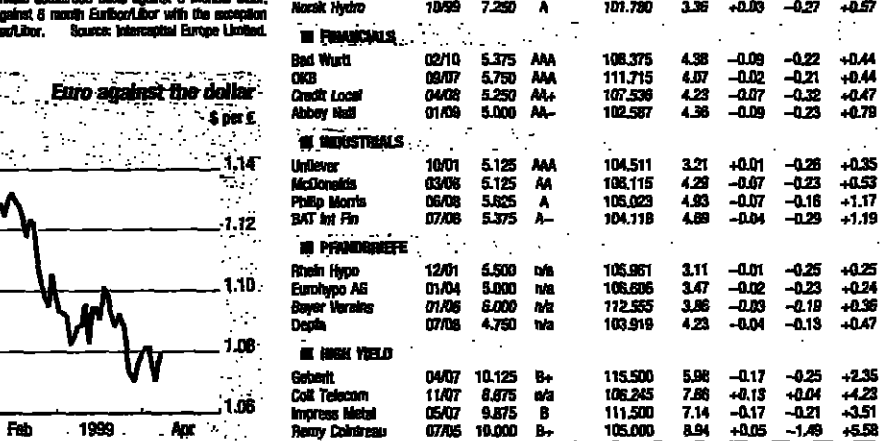 against 6 month Euribor/Libor with the exception
Source: Intercapital Europe Limited.
Euro against the dollar
$ per £
1.14
1.12
1.10
1.08
1.06
Feb 1999 Apr
Norsk Hydro 10/99 7.250 A 101.780 3.36 +0.03 -0.27 +0.57
FINANCIALS
Bad Wurtt 02/10 5.375 AAA 108.375 4.38 -0.09 -0.22 +0.44
OKB 09/07 5.750 AAA 111.715 4.07 -0.02 -0.21 +0.44
Credit Local 04/08 5.250 AA+ 107.536 4.23 -0.07 -0.32 +0.47
Abbey Natl 01/09 5.000 AA- 102.587 4.36 -0.09 -0.23 +0.79
INDUSTRIALS
Unilever 10/01 5.125 AAA 104.511 3.21 +0.01 -0.26 +0.35
McDonalds 03/06 5.125 AA 106.115 4.29 -0.07 -0.23 +0.53
Philip Morris 06/08 5.625 A 105.023 4.93 -0.07 -0.16 +1.17
BAT Int Fin 07/06 5.375 A- 104.118 4.69 -0.04 -0.29 +1.19
PFANDBRIEFE
Rhein Hypo 12/01 5.500 n/a 105.961 3.11 -0.01 -0.25 +0.25
Eurohypo AG 01/04 5.000 n/a 106.606 3.47 -0.02 -0.23 +0.24
Bayer Vereins 01/06 6.000 n/a 112.555 3.86 -0.03 -0.19 +0.36
Depfa 07/08 4.750 n/a 103.919 4.23 -0.04 -0.13 +0.47
HIGH YIELD
Geberit 04/07 10.125 B+ 115.500 5.98 -0.17 -0.25 +2.35
Colt Telecom 11/07 8.875 n/a 106.245 7.86 +0.13 +0.04 +4.23
Impress Metal 05/07 9.875 B 111.500 7.14 -0.17 -0.21 +3.51
Remy Cointreau 07/05 10.000 B+ 105.000 8.94 +0.05 -1.49 +5.58